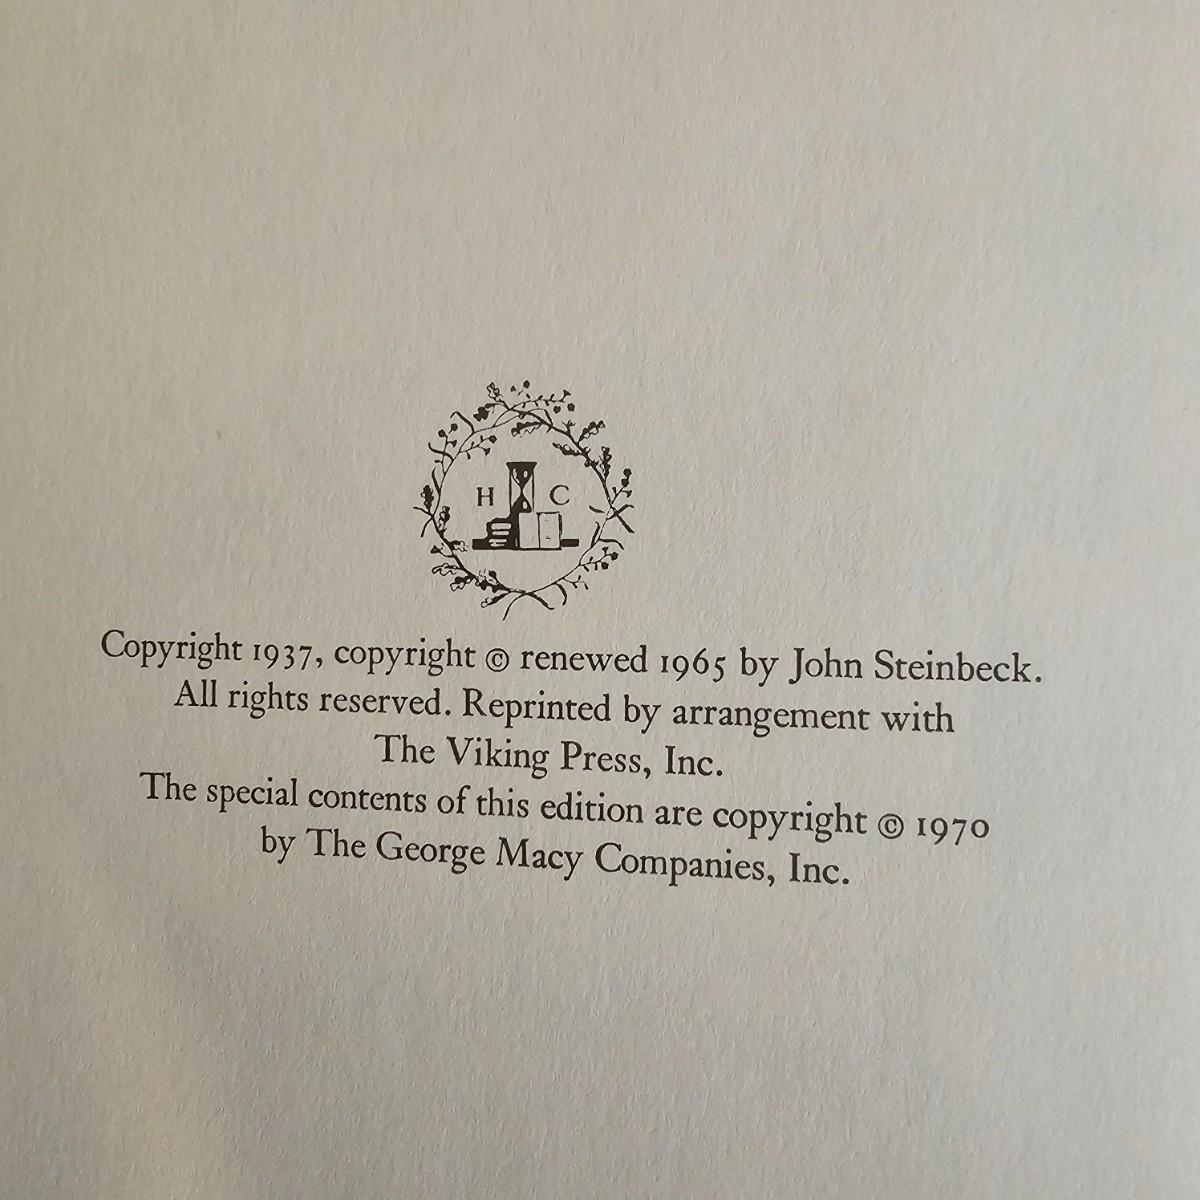 H C
Copyright 1937, copyright © renewed 1965 by John Steinbeck.
All rights reserved. Reprinted by arrangement with
The Viking Press, Inc.
The special contents of this edition are copyright © 1970
by The George Macy Companies, Inc.